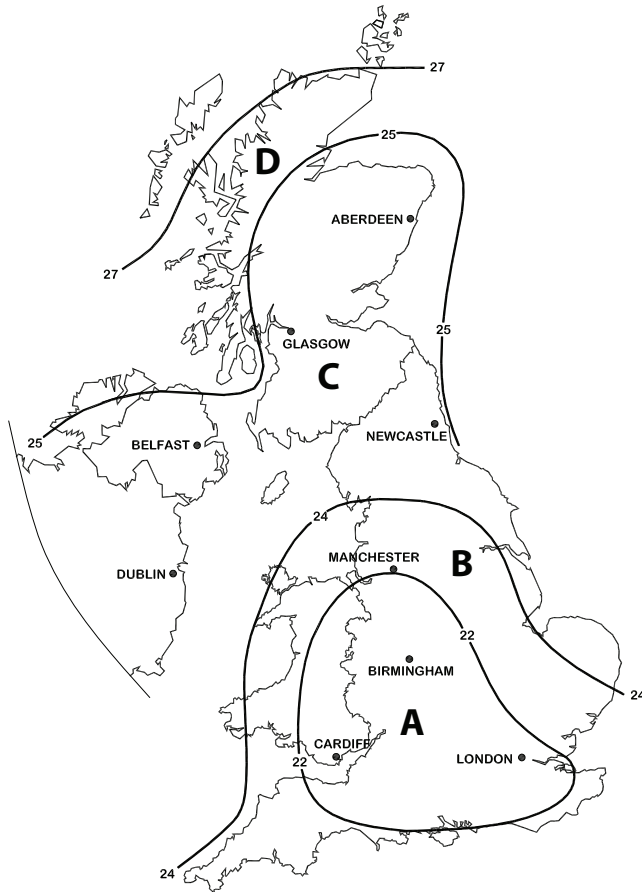 27
25
D
ABERDEEN
27
25
GLASGOW
C
NEWCASTLE
25
BELFAST
24
MANCHESTER
B
DUBLIN
22
BIRMINGHAM
24
A
CARDIFF
22
LONDON
24